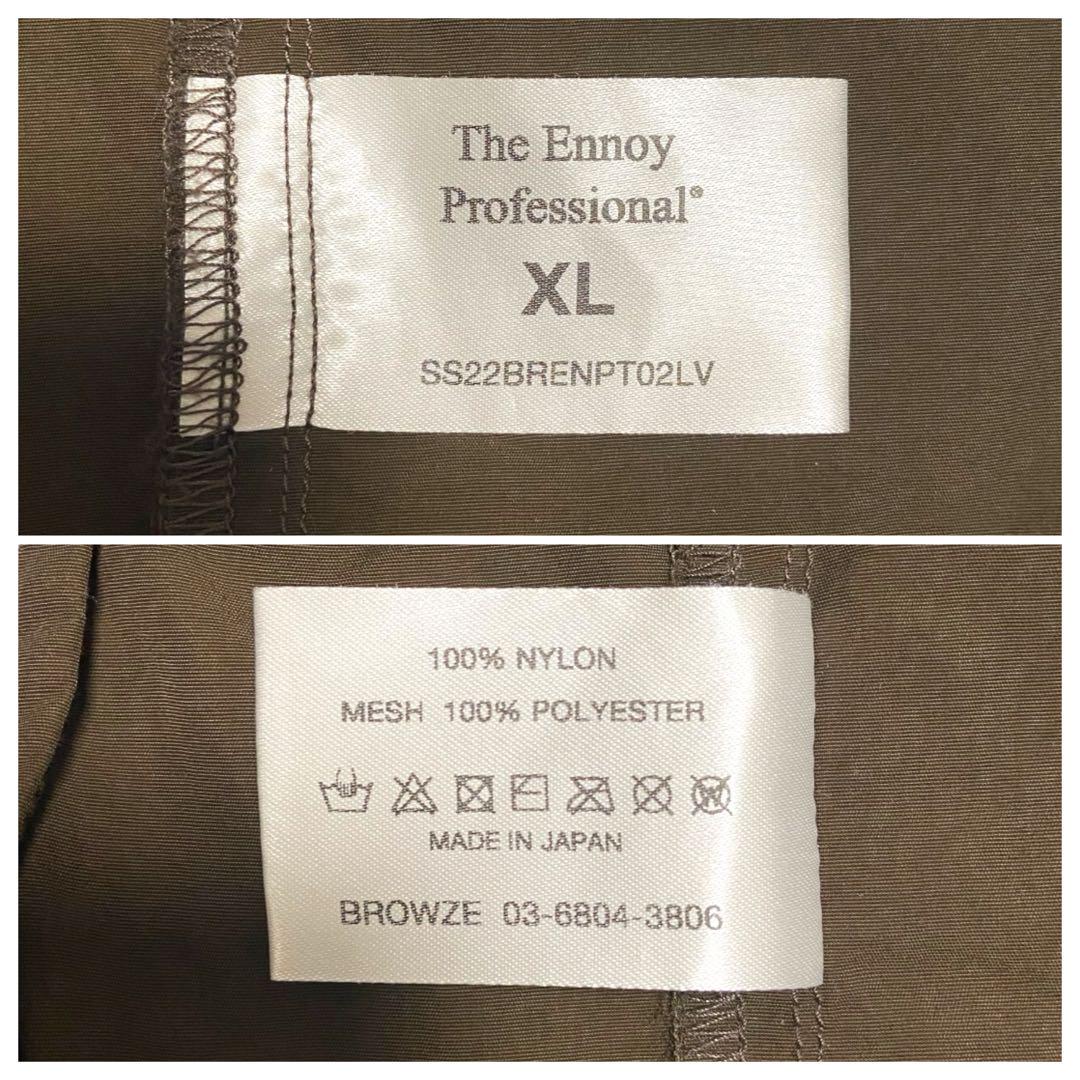 The Ennoy
Professional®
XL
SS22BRENPT02LV
100% NYLON
MESH 100% POLYESTER
W
MADE IN JAPAN
BROWZE 03-6804-3806